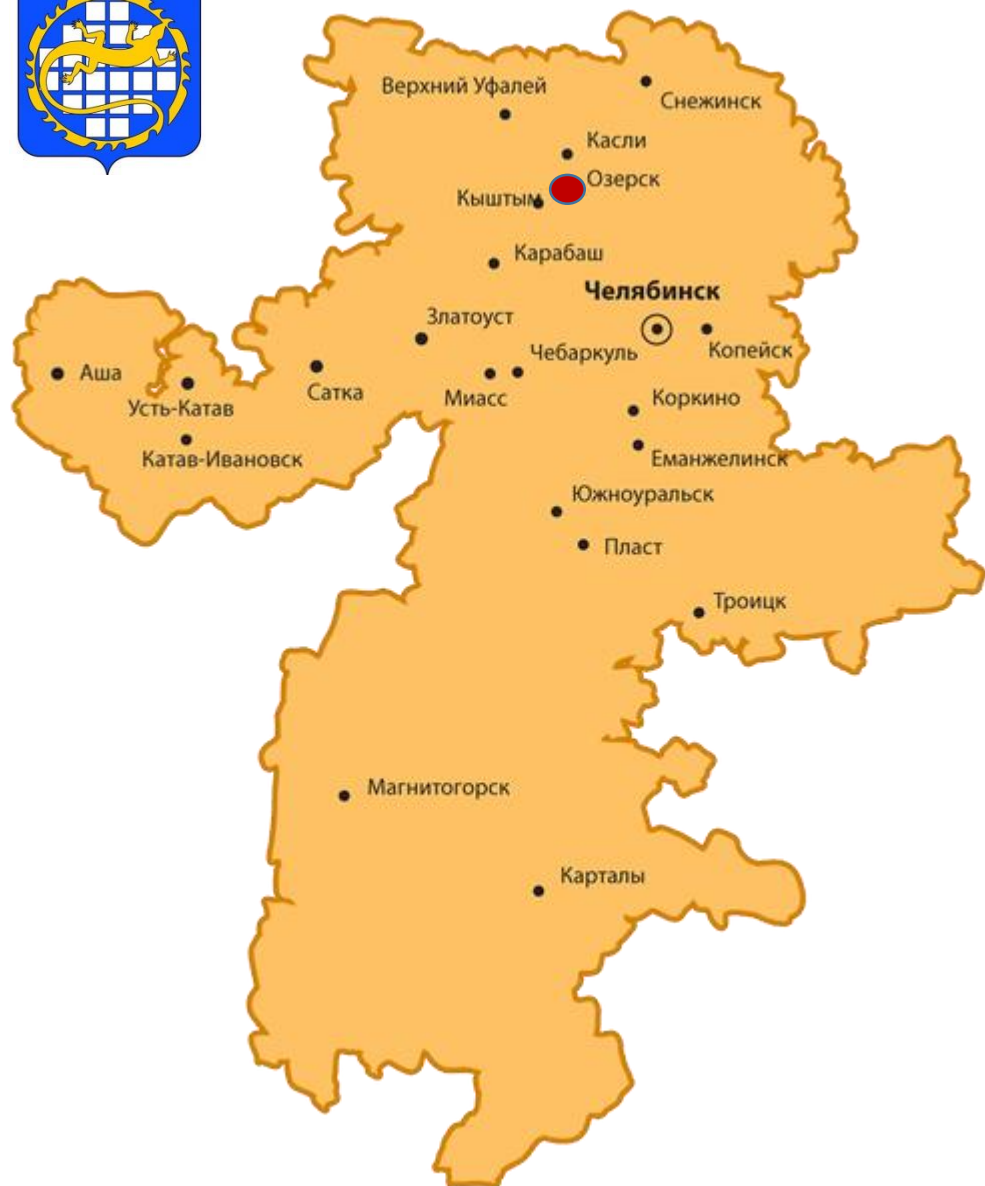 Верхний Уфалей
Снежинск
Касли
Озерск
Кыштым
Карабаш
Челябинск
Златоуст
Чебаркуль
Копейск
Аша
Сатка
Миасс
Коркино
Усть-Катав
Катав-Ивановск
Еманжелинск
Южноуральск
Пласт
Троицк
Магнитогорск
Карталы